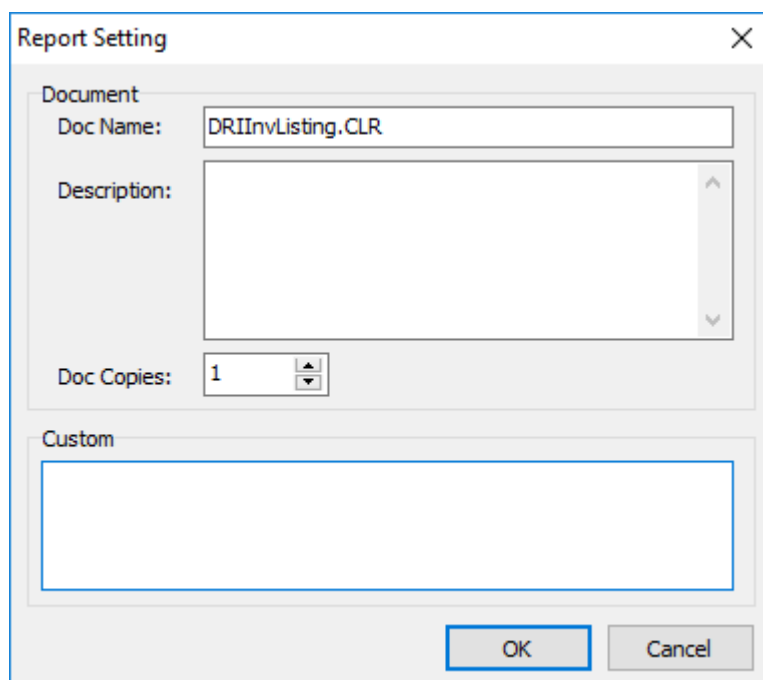 Report Setting
Document
Doc Name: DRIInvListing.CLR
Description:
Doc Copies: 1
Custom
OK Cancel